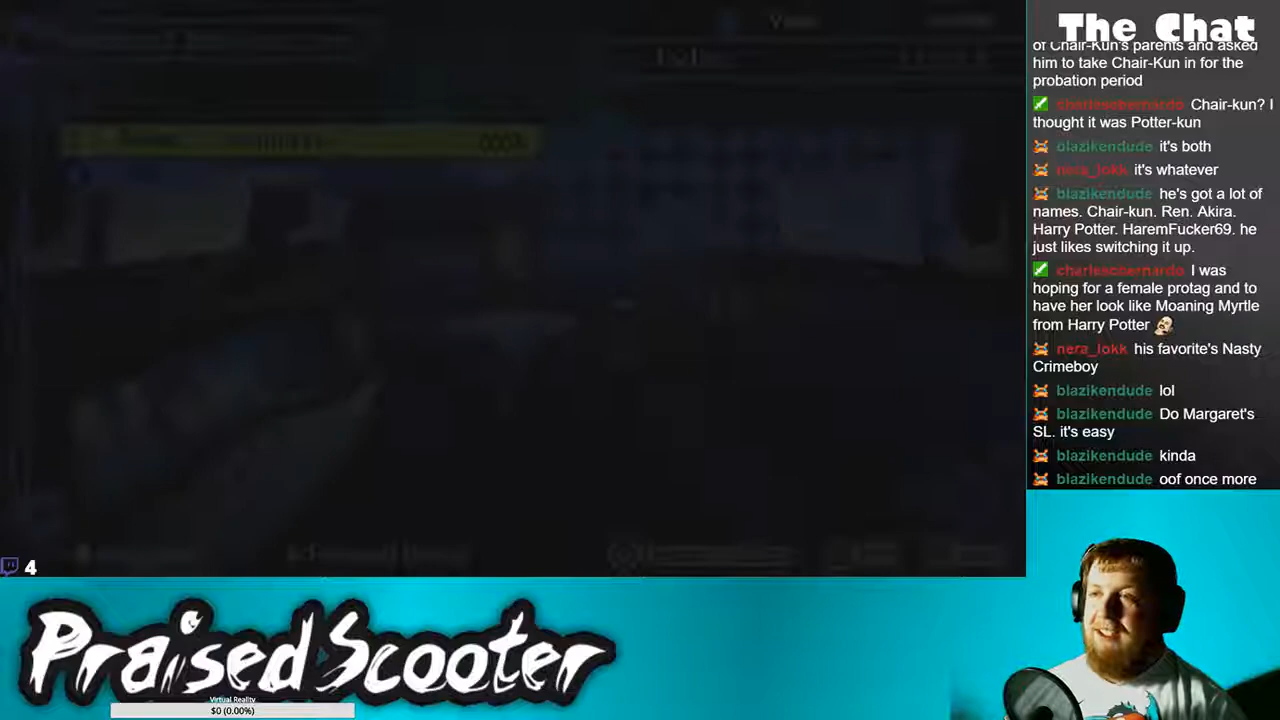 The Chat
of Chair-Kun's parents and asked
him to take Chair-Kun in for the
probation period
charlesobernardo Chair-kun? I
thought it was Potter-kun
blazikendude it's both
nera_lokk it's whatever
blazikendude he's got a lot of
names. Chair-kun. Ren. Akira.
Harry Potter. HaremFucker69. he
just likes switching it up.
charlesobernardo I was
hoping for a female protag and to
have her look like Moaning Myrtle
from Harry Potter
nera_lokk his favorite's Nasty
Crimeboy
blazikendude lol
blazikendude Do Margaret's
SL. it's easy
blazikendude kinda
blazikendude oof once more
4
PraisedScooter
Virtual Reality
$0 (0.00%)